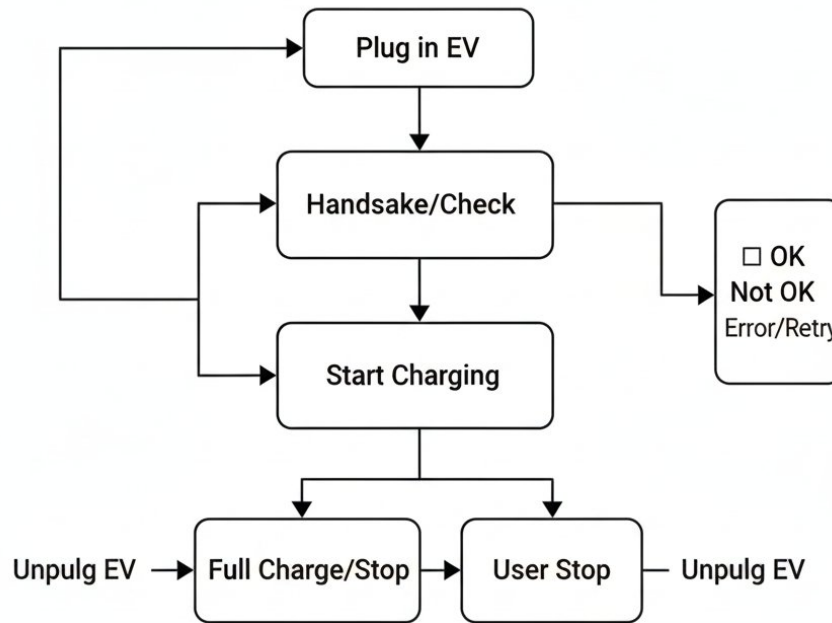 Plug in EV
Handsake/Check
☐ OK
Not OK
Error/Retry
Start Charging
Unpulg EV
Full Charge/Stop
User Stop
Unpulg EV